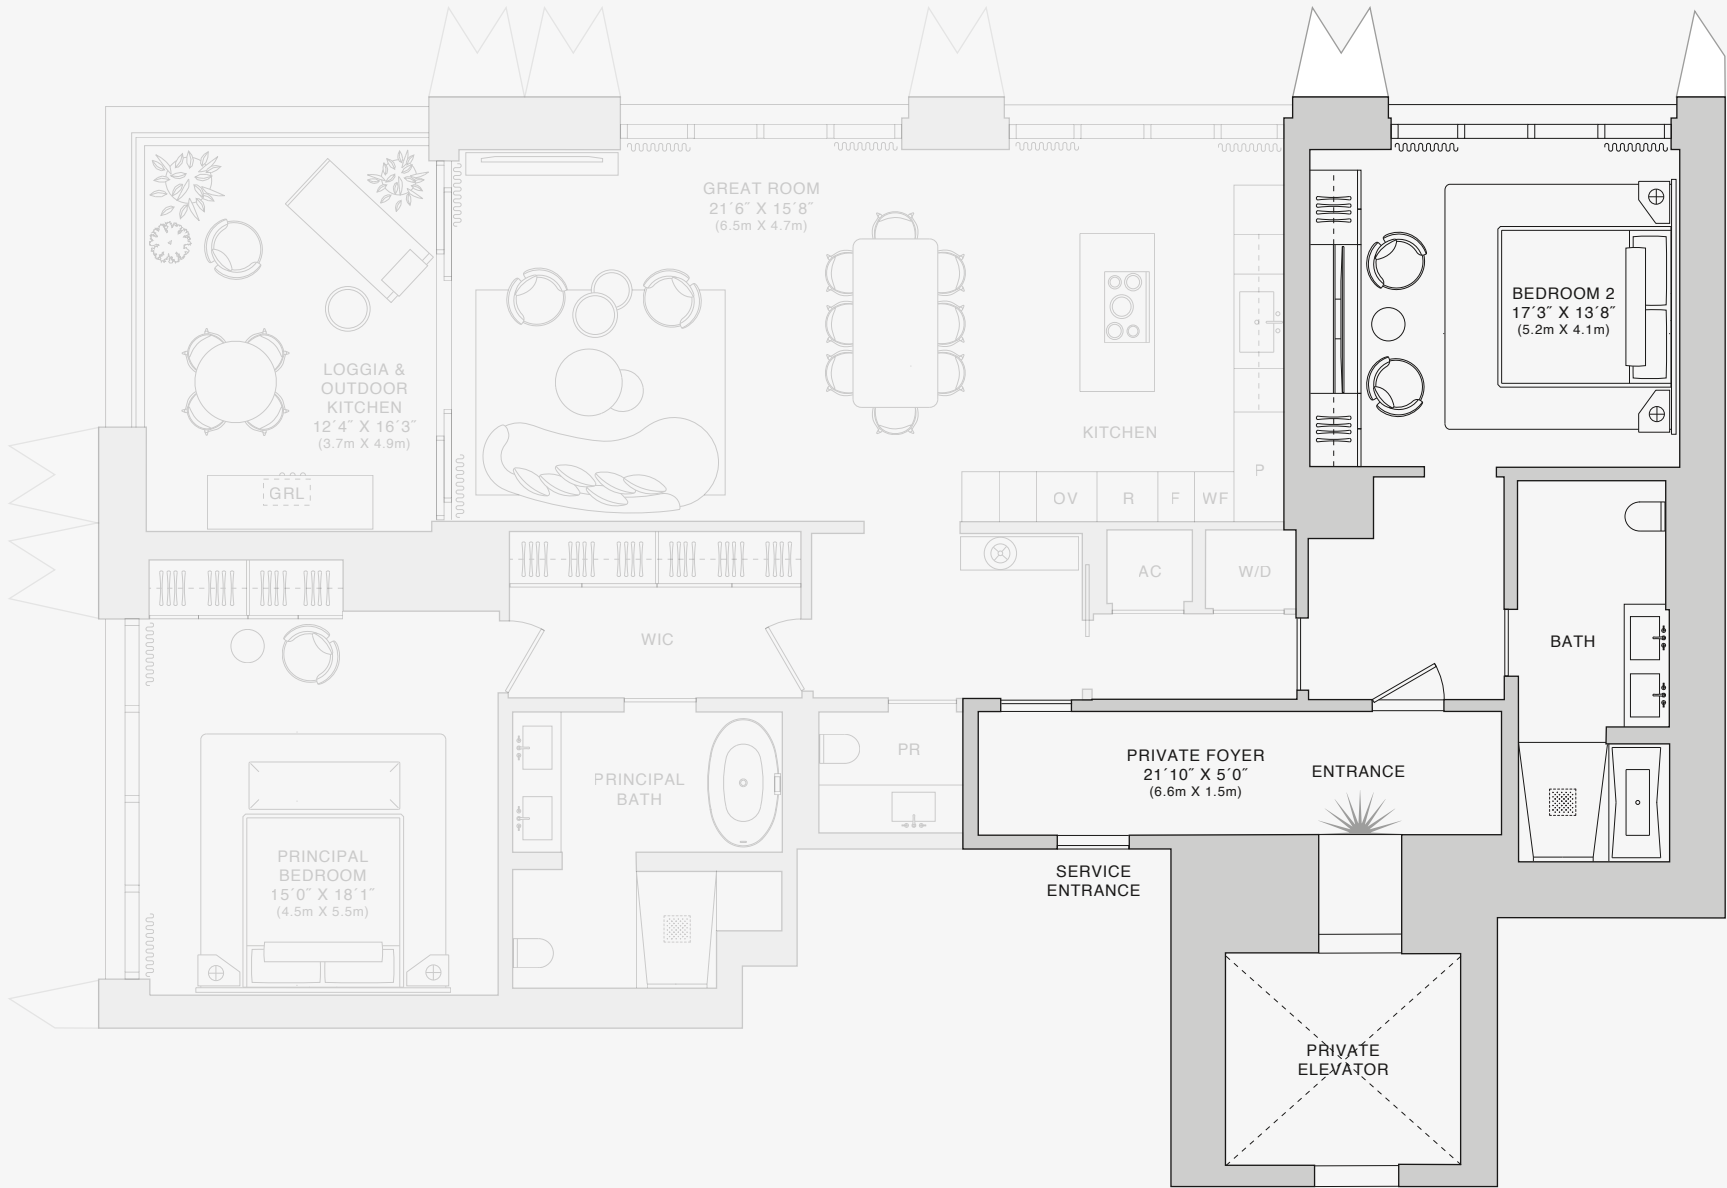 GREAT ROOM
21´6˝ X 15´8˝
(6.5m X 4.7m)
LOGGIA &
OUTDOOR
KITCHEN
12´4˝ X 16´3˝
(3.7m X 4.9m)
GRL
KITCHEN
BEDROOM 2
17´3˝ X 13´8˝
(5.2m X 4.1m)
OV
R
F
WF
P
AC
W/D
WIC
BATH
PRINCIPAL
BATH
PR
PRIVATE FOYER
21´10˝ X 5´0˝
(6.6m X 1.5m)
ENTRANCE
PRINCIPAL
BEDROOM
15´0˝ X 18´1˝
(4.5m X 5.5m)
SERVICE
ENTRANCE
PRIVATE
ELEVATOR